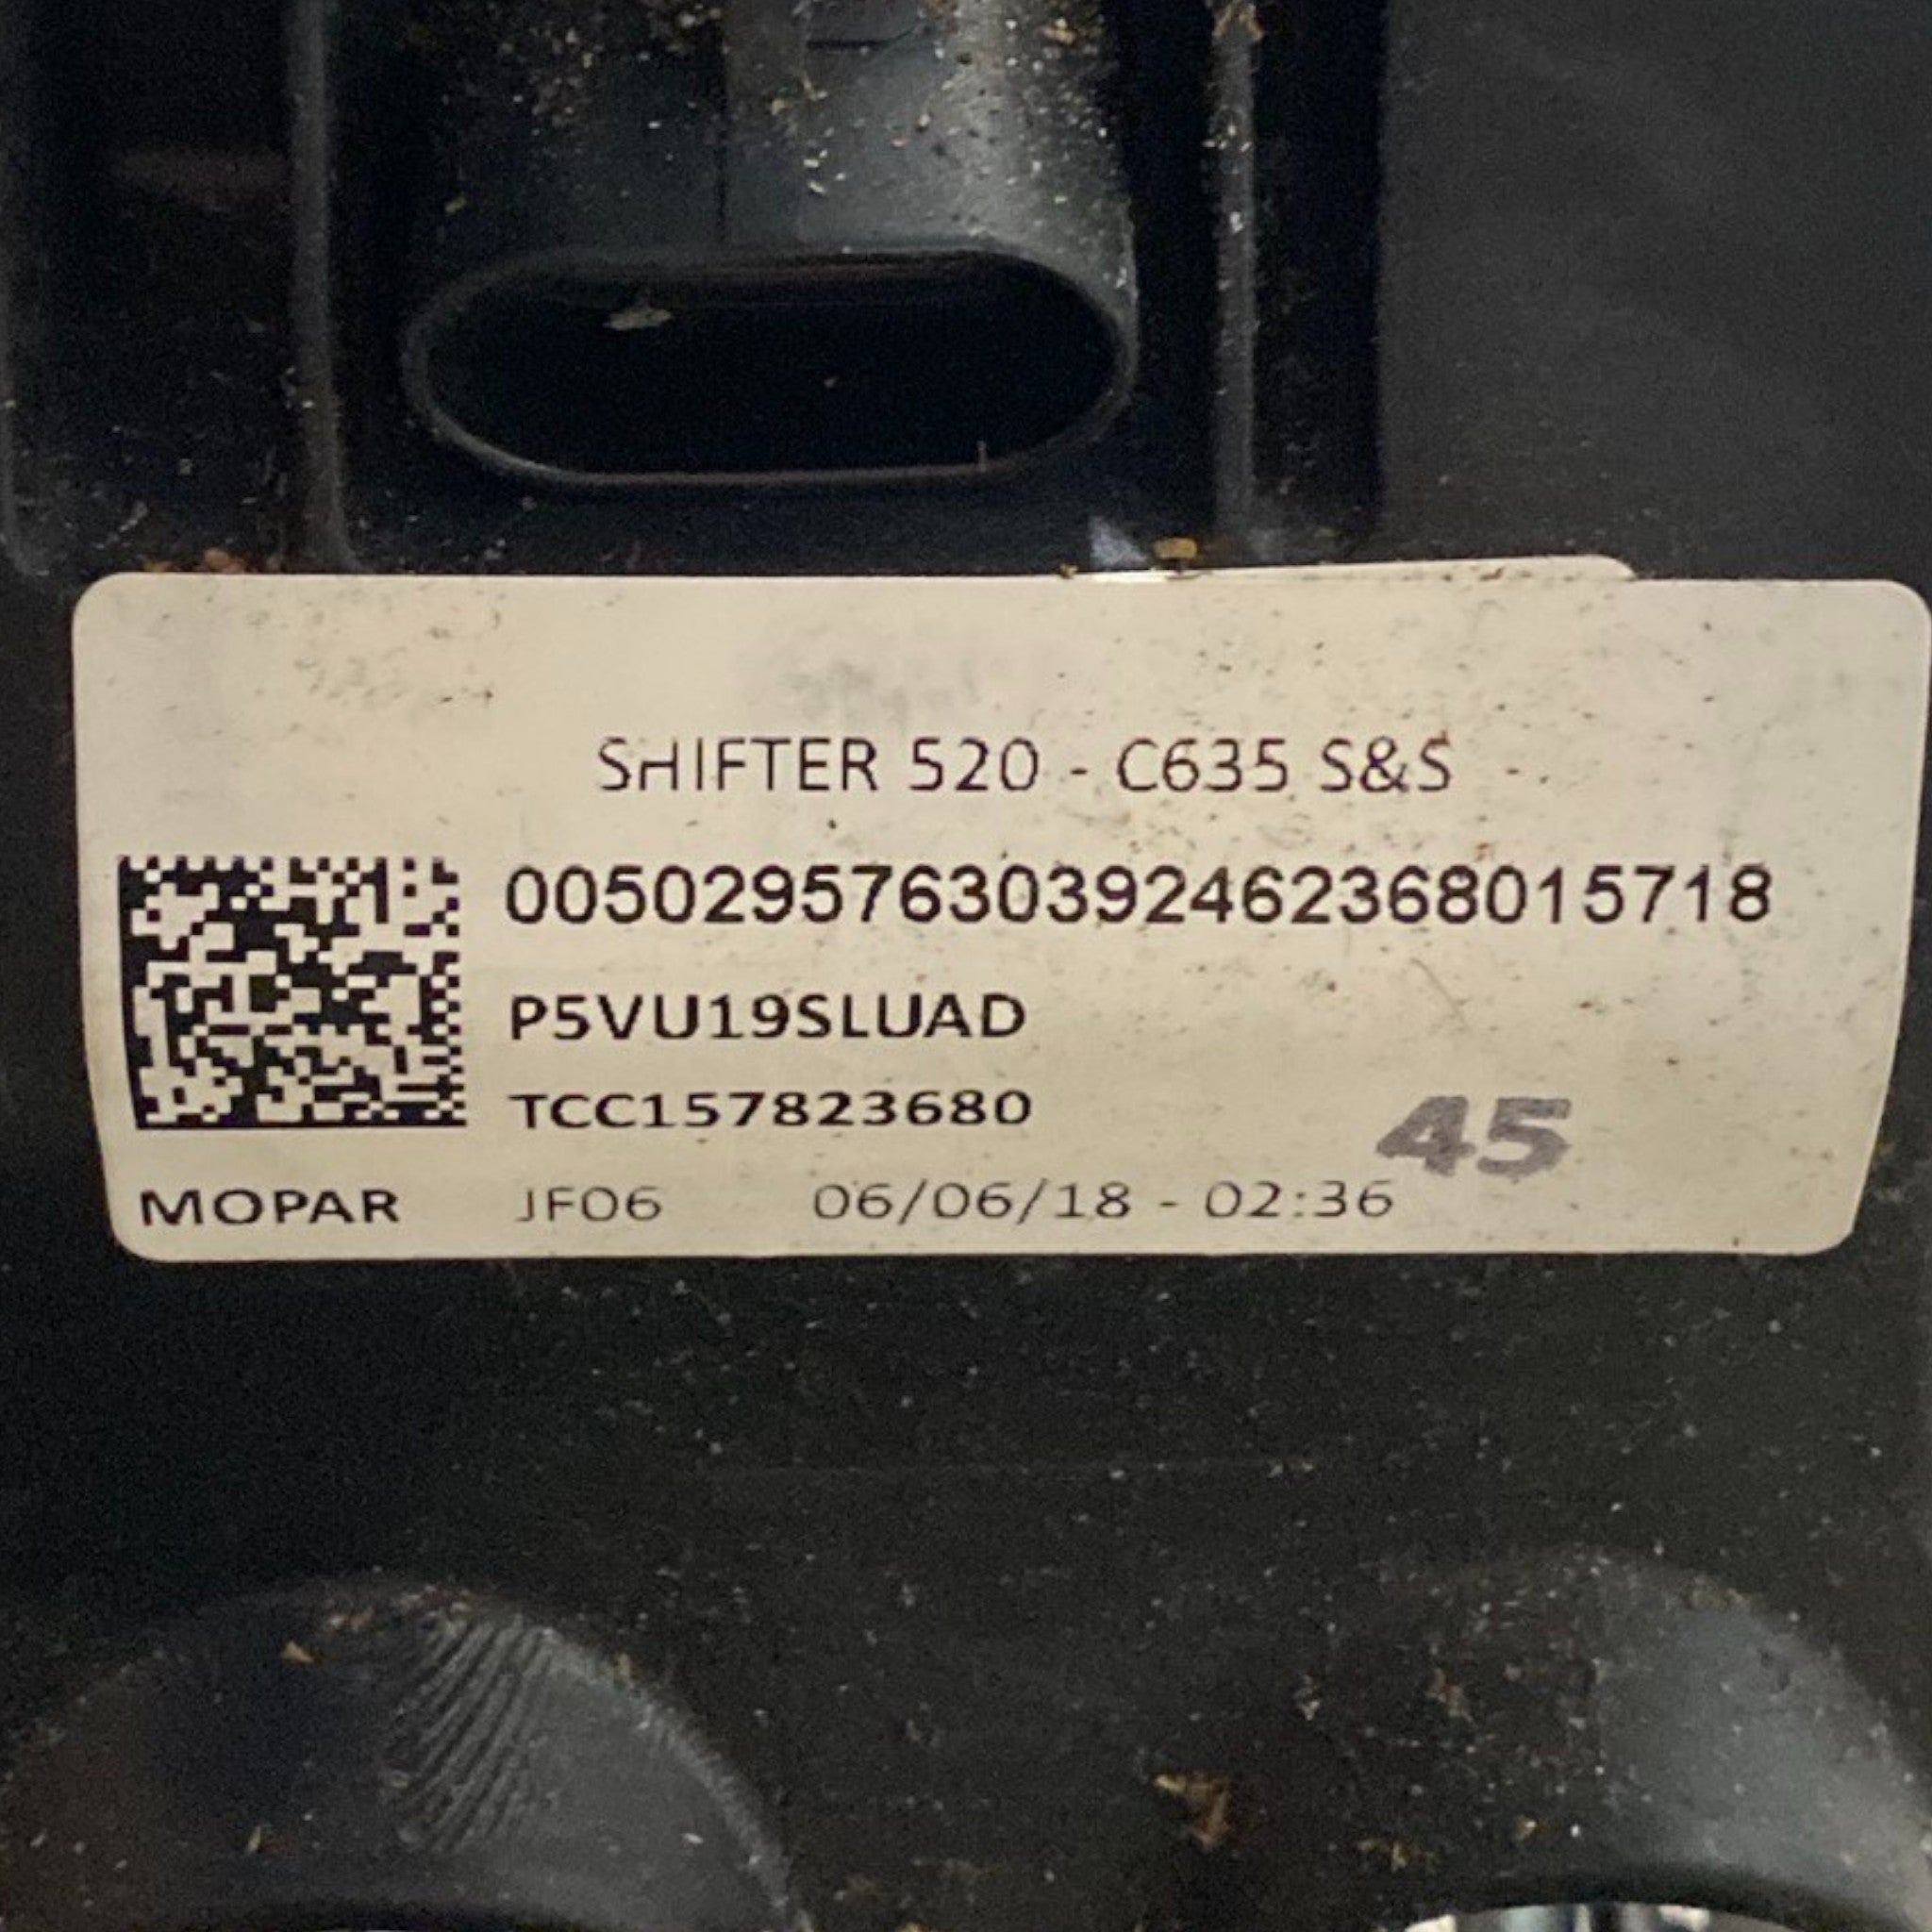 SHIFTER 520 - C635 S&S
00502957630392462368015718
P5VU19SLUAD
TCC157823680
45
MOPAR JF06 06/06/18 - 02:36